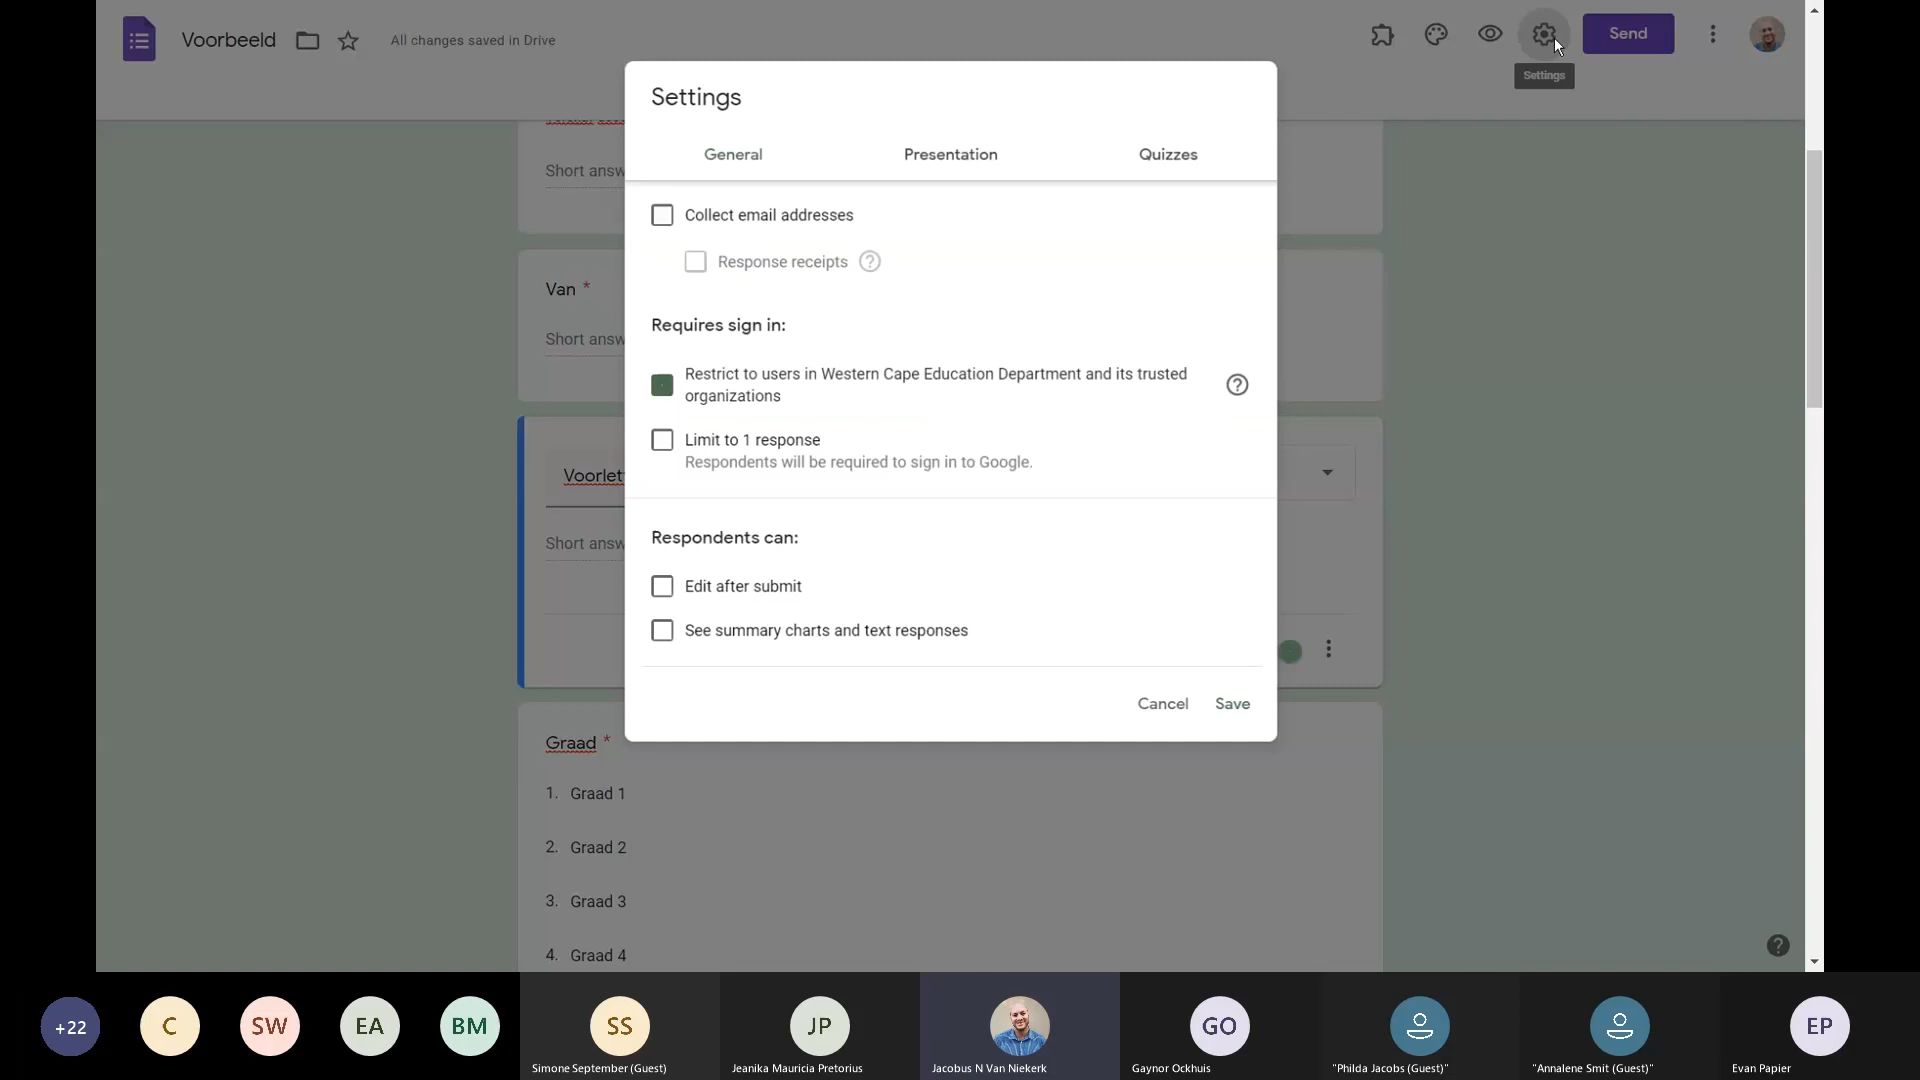 Voorbeeld
All changes saved in Drive
Send
Settings
Settings
General
Presentation
Quizzes
Short answ
Collect email addresses
Response receipts
Van *
Requires sign in:
Short answ
Restrict to users in Western Cape Education Department and its trusted
organizations
Limit to 1 response
Respondents will be required to sign in to Google.
Voorlet
Respondents can:
Short answ
Edit after submit
See summary charts and text responses
Cancel
Save
Graad *
1. Graad 1
2. Graad 2
3. Graad 3
4. Graad 4
+22
C
SW
EA
BM
SS
JP
GO
EP
Simone September (Guest)
Jeanika Mauricia Pretorius
Jacobus N Van Niekerk
Gaynor Ockhuis
"Philda Jacobs (Guest)"
"Annalene Smit (Guest)"
Evan Papier